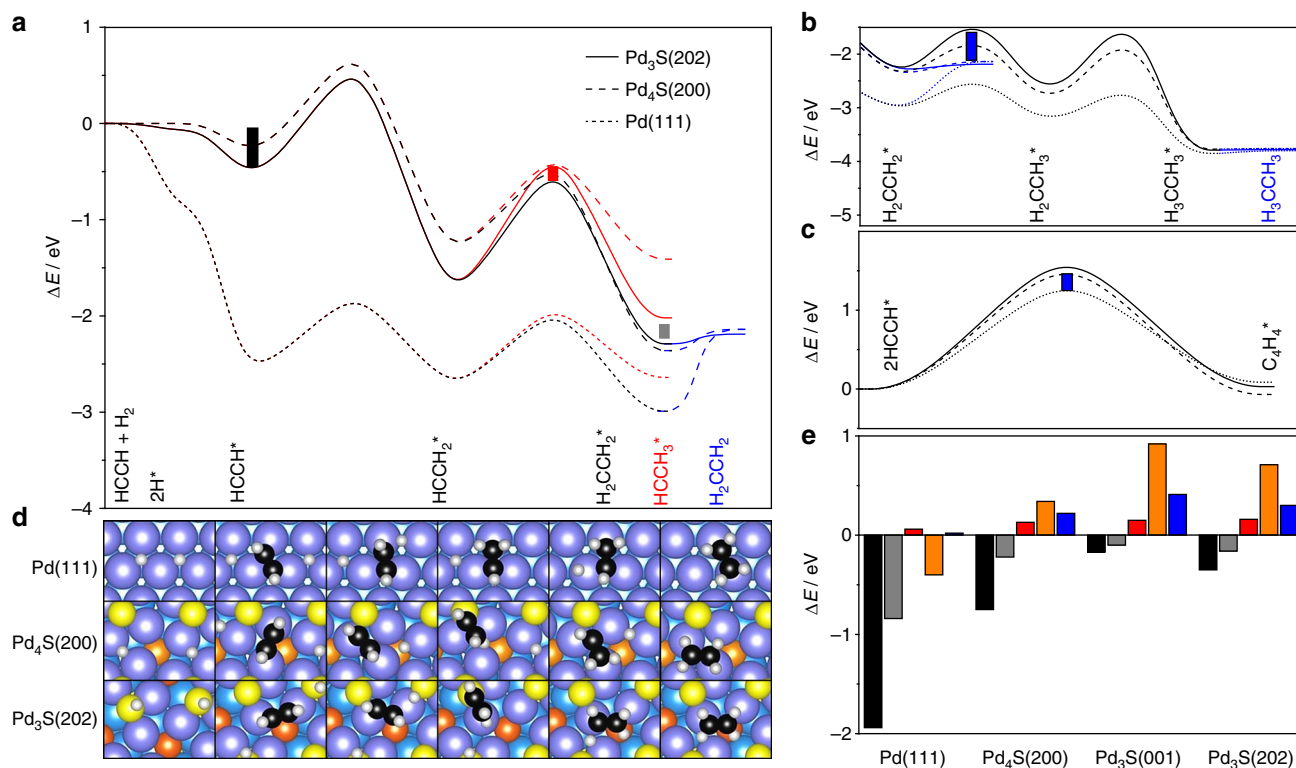 a
1
0
−1
−2
−3
−4
ΔE / eV
Pd3S(202)
Pd4S(200)
Pd(111)
HCCH + H2
2H*
HCCH*
HCCH2*
H2CCH2*
HCCH3*
H2CCH2
b
−2
−3
−4
−5
ΔE / eV
H2CCH2*
H2CCH3*
H3CCH3*
H3CCH3
c
1
0
ΔE / eV
2HCCH*
C4H4*
d
Pd(111)
Pd4S(200)
Pd3S(202)
e
1
0
−1
−2
ΔE / eV
Pd(111)
Pd4S(200)
Pd3S(001)
Pd3S(202)